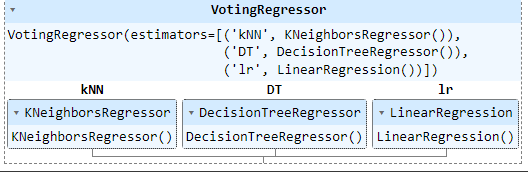 VotingRegressor
VotingRegressor(estimators=[('kNN', KNeighborsRegressor()),
('DT', DecisionTreeRegressor()),
('lr', LinearRegression())])
kNN DT lr
KNeighborsRegressor DecisionTreeRegressor LinearRegression
KNeighborsRegressor() DecisionTreeRegressor() LinearRegression()